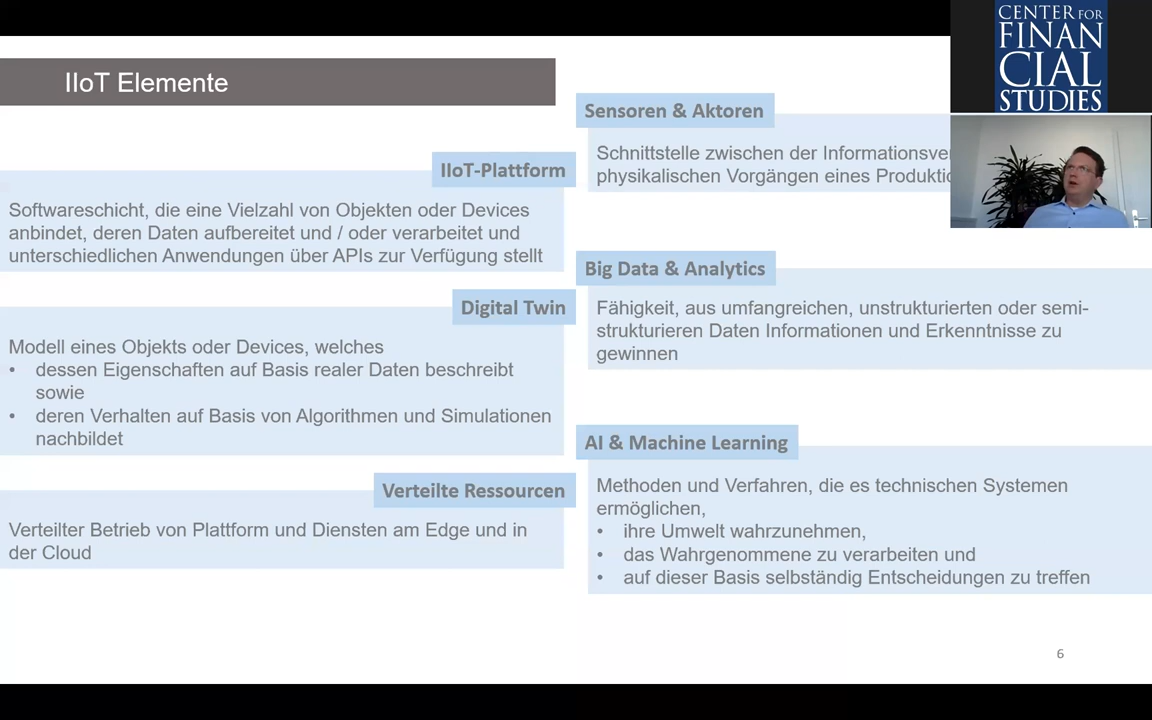 IIoT Elemente
IIoT-Plattform
Softwareschicht, die eine Vielzahl von Objekten oder Devices
anbindet, deren Daten aufbereitet und / oder verarbeitet und
unterschiedlichen Anwendungen über APIs zur Verfügung stellt
Digital Twin
Modell eines Objekts oder Devices, welches
• dessen Eigenschaften auf Basis realer Daten beschreibt
sowie
• deren Verhalten auf Basis von Algorithmen und Simulationen
nachbildet
Verteilte Ressourcen
Verteilter Betrieb von Plattform und Diensten am Edge und in
der Cloud
Sensoren & Aktoren
Schnittstelle zwischen der
physikalischen Vorgängen eines
Big Data & Analytics
Fähigkeit, aus umfangreichen, unstrukturierten oder semi-
strukturieren Daten Informationen und Erkenntnisse zu
gewinnen
AI & Machine Learning
Methoden und Verfahren, die es technischen Systemen
ermöglichen,
• ihre Umwelt wahrzunehmen,
• das Wahrgenommene zu verarbeiten und
• auf dieser Basis selbständig Entscheidungen zu treffen
6
CENTER FOR
FINAN
CIAL
STUDIES